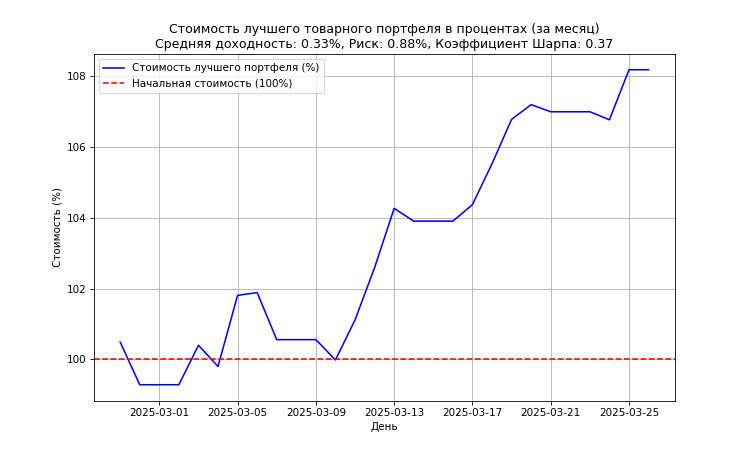 Стоимость лучшего товарного портфеля в процентах (за месяц)
Средняя доходность: 0.33%, Риск: 0.88%, Коэффициент Шарпа: 0.37
Стоимость лучшего портфеля (%)
Начальная стоимость (100%)
Стоимость (%)
108
106
104
102
100
2025-03-01
2025-03-05
2025-03-09
2025-03-13
2025-03-17
2025-03-21
2025-03-25
День